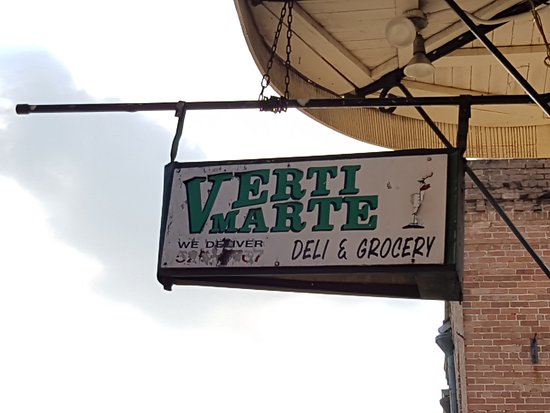 VERTI
MARTE
WE DELIVER
DELI & GROCERY